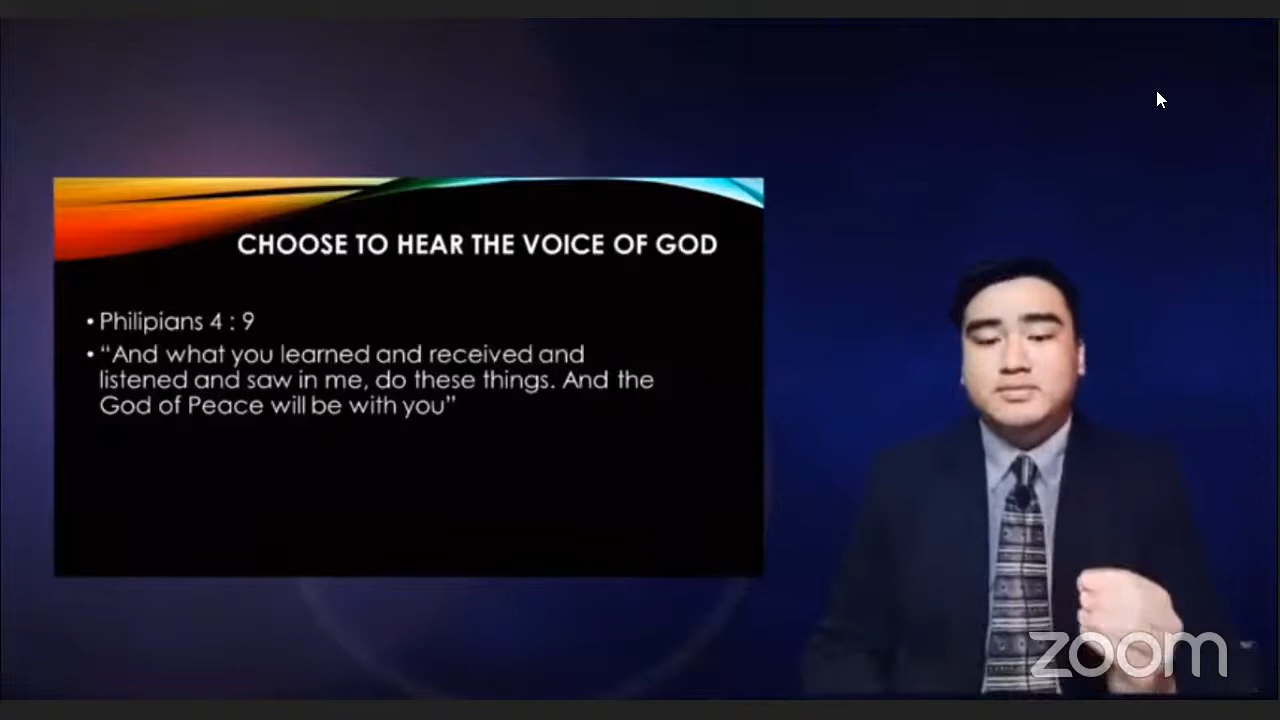 CHOOSE TO HEAR THE VOICE OF GOD
• Philipians 4 : 9
• “And what you learned and received and
listened and saw in me, do these things. And the
God of Peace will be with you”
zoom